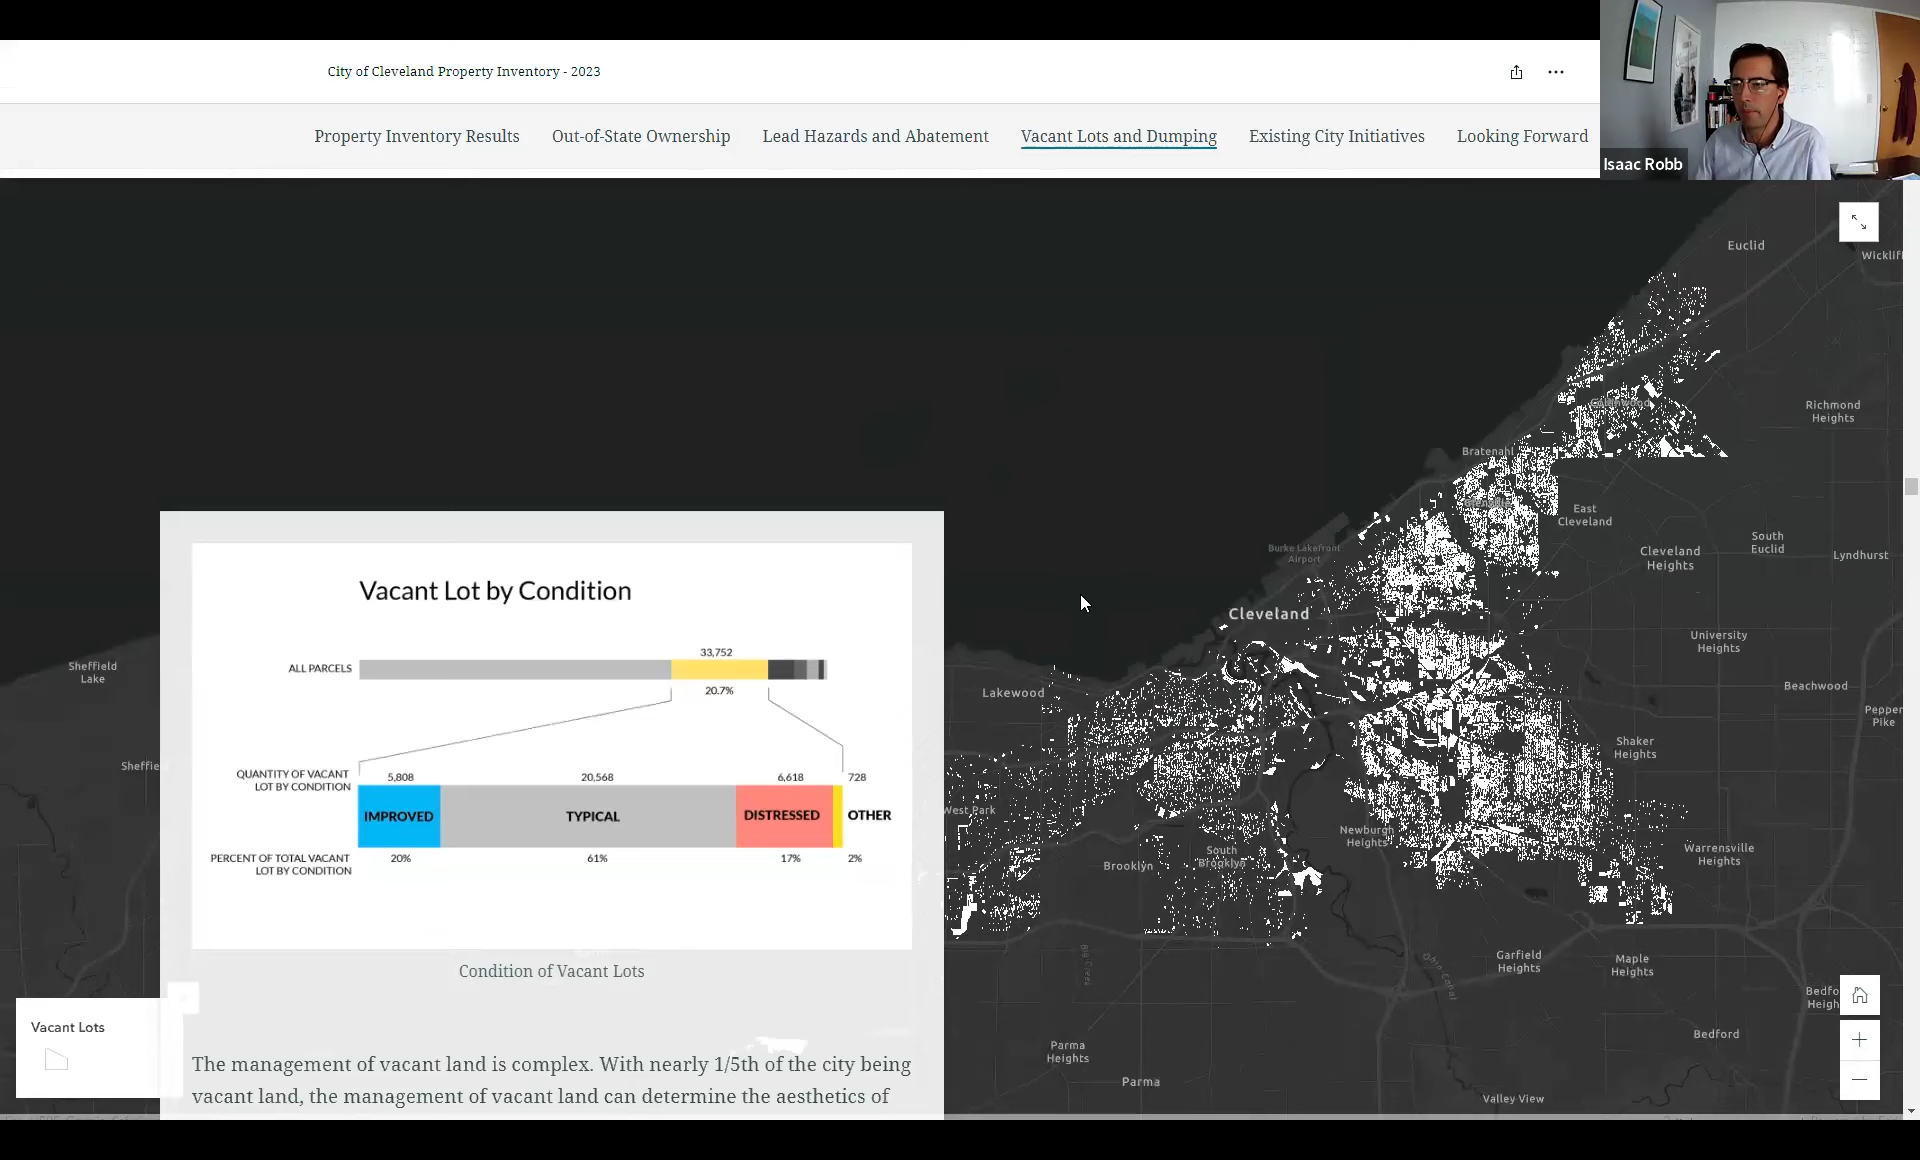 City of Cleveland Property Inventory - 2023
Property Inventory Results
Out-of-State Ownership
Lead Hazards and Abatement
Vacant Lots and Dumping
Existing City Initiatives
Looking Forward
Isaac Robb
Euclid
Richmond
Heights
Bratenahl
East
Cleveland
South
Euclid
Cleveland
Heights
Lyndhurst
Burke Lakefront
Airport
Cleveland
University
Heights
Sheffield
Lake
Lakewood
Beachwood
Pepper
Pike
Shaker
Heights
West Park
Newburgh
Heights
South
Brooklyn
Brooklyn
Warrensville
Heights
Garfield
Heights
Maple
Heights
Bedford
Parma
Heights
Parma
Valley View
Ohio Canal
Vacant Lot by Condition
33,752
ALL PARCELS
20.7%
QUANTITY OF VACANT
LOT BY CONDITION
5,808
20,568
6,618
728
IMPROVED
TYPICAL
DISTRESSED
OTHER
PERCENT OF TOTAL VACANT
LOT BY CONDITION
20%
61%
17%
2%
Condition of Vacant Lots
Vacant Lots
The management of vacant land is complex. With nearly 1/5th of the city being
vacant land, the management of vacant land can determine the aesthetics of